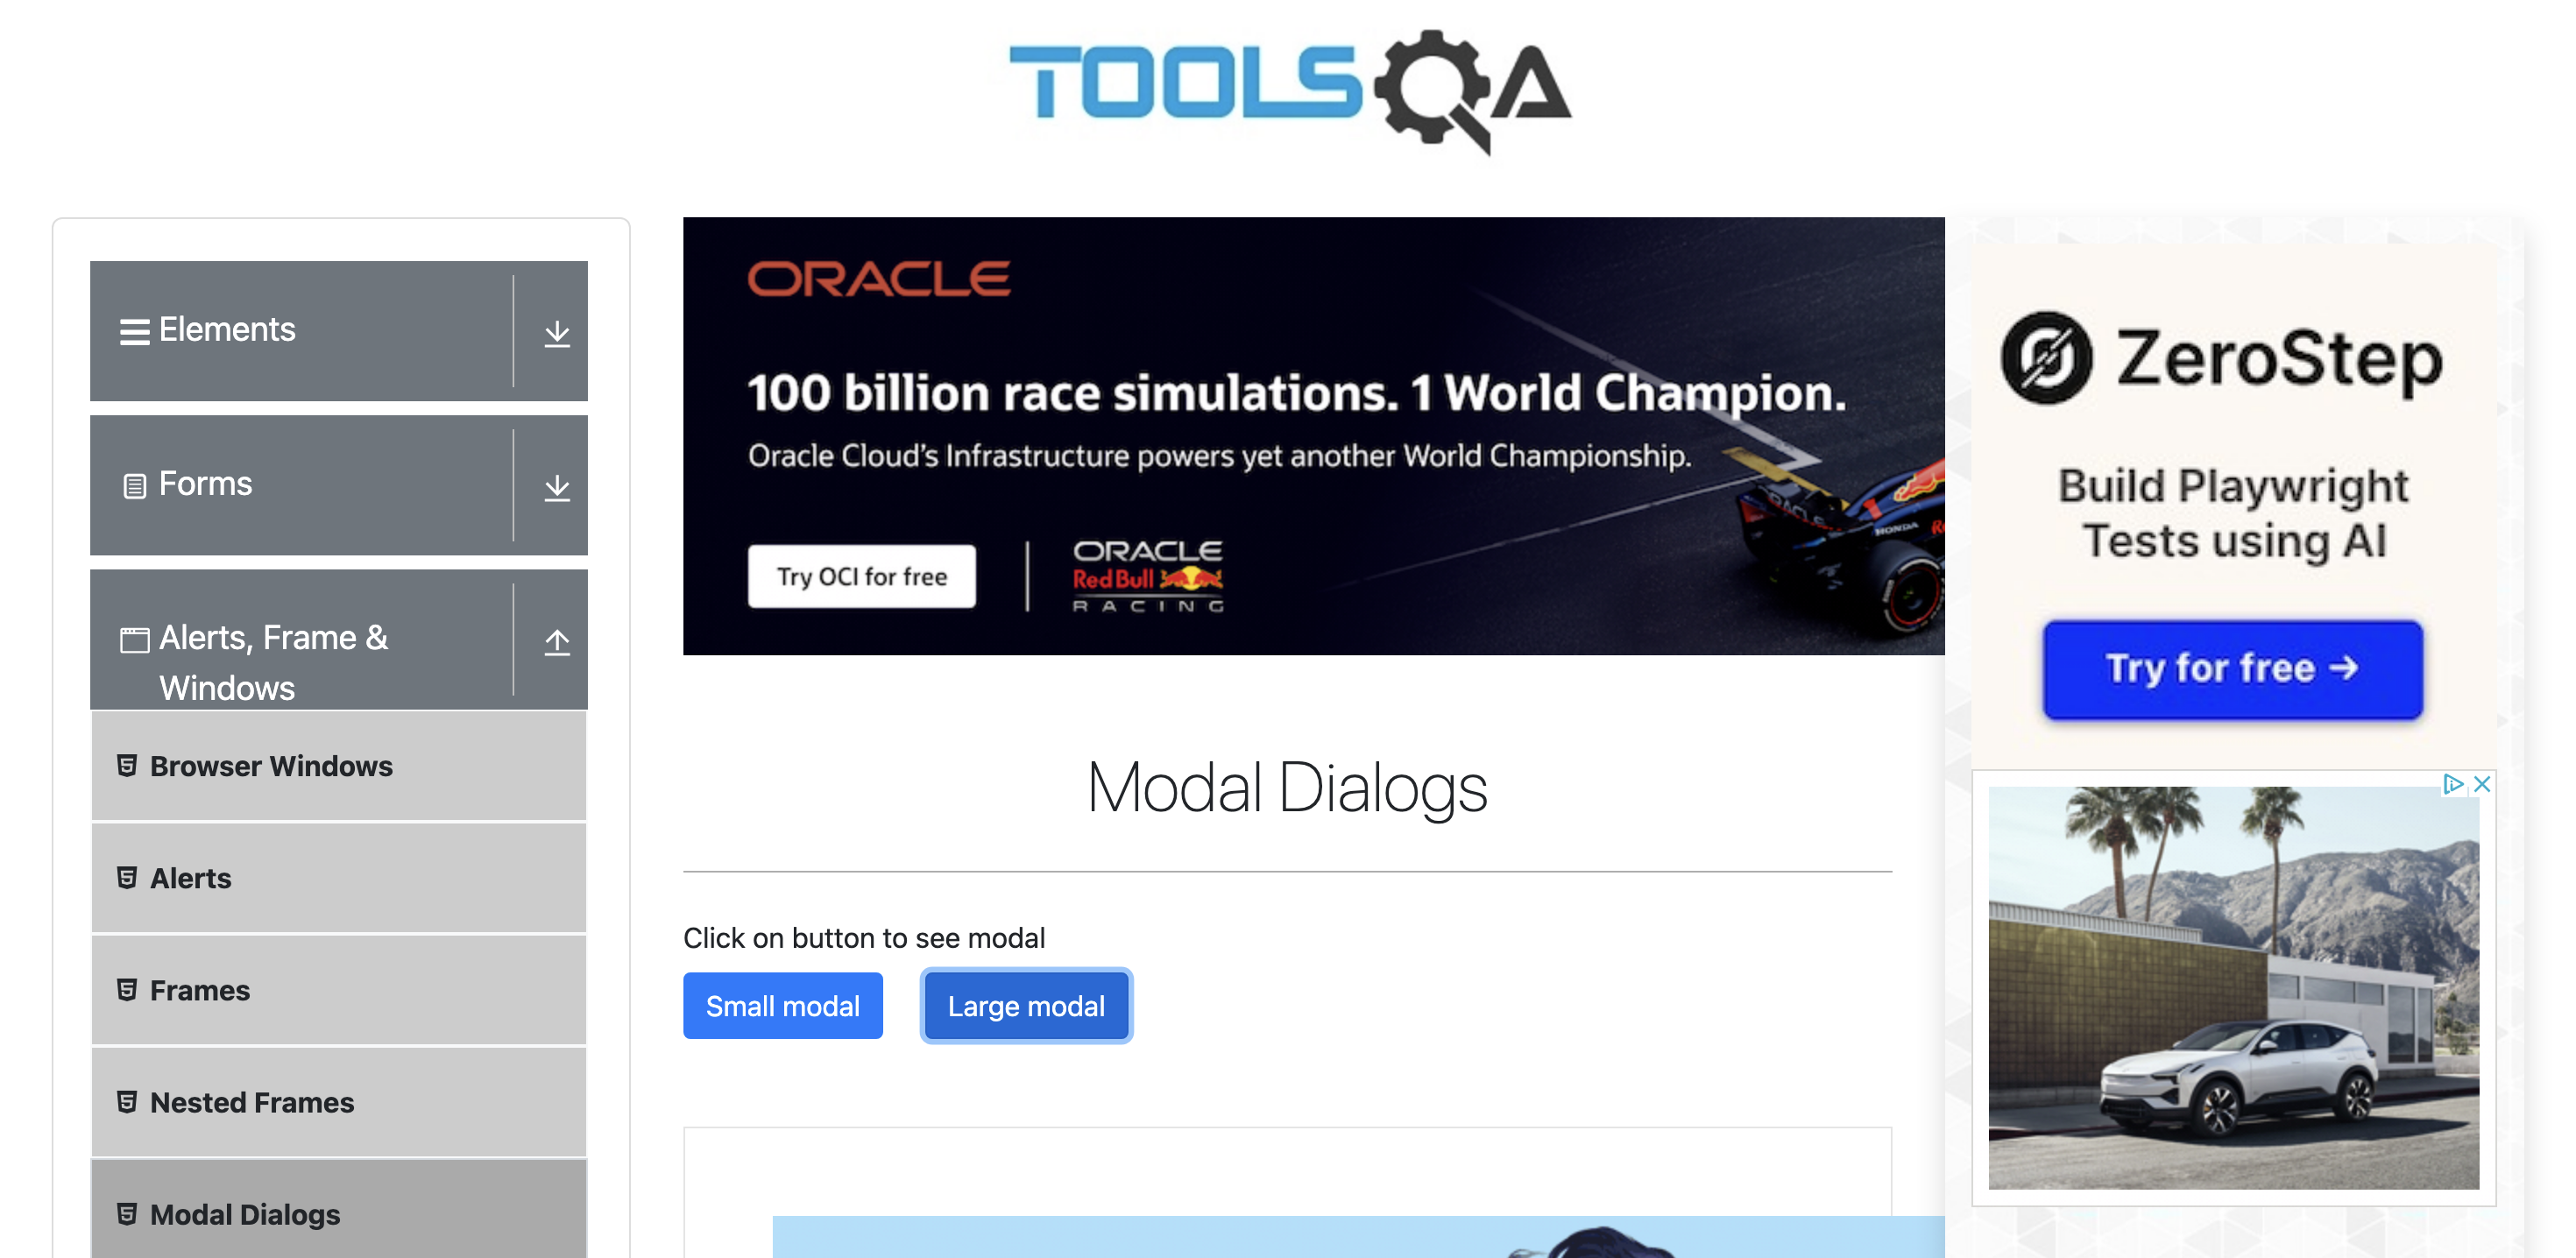 TOOLSQA
Elements
Forms
Alerts, Frame &
Windows
Browser Windows
Alerts
Frames
Nested Frames
Modal Dialogs
ORACLE
100 billion race simulations. 1 World Champion.
Oracle Cloud's Infrastructure powers yet another World Championship.
Try OCI for free
ORACLE
Red Bull
RACING
ORACLE
1
HONDA
Modal Dialogs
Click on button to see modal
Small modal
Large modal
ZeroStep
Build Playwright
Tests using AI
Try for free →